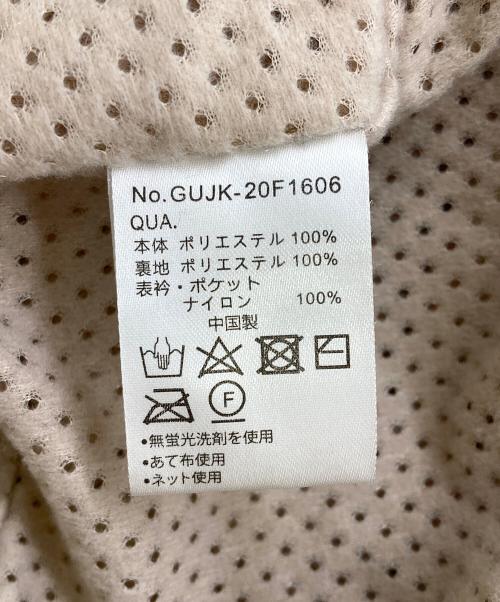 No.GUJK-20F1606
QUA.
本体 ポリエステル 100%
裏地 ポリエステル 100%
表衿・ポケット
ナイロン 100%
中国製
F
•無蛍光洗剤を使用
•あて布使用
•ネット使用